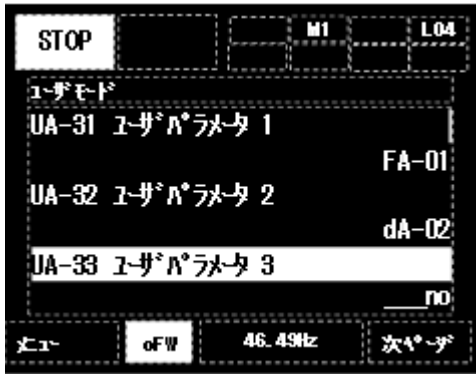 STOP M1 L04
ユーザモード
UA-31 ユーザパラメータ 1
FA-01
UA-32 ユーザパラメータ 2
dA-02
UA-33 ユーザパラメータ 3
____no
メニュー oFW 46.49Hz 次ページ